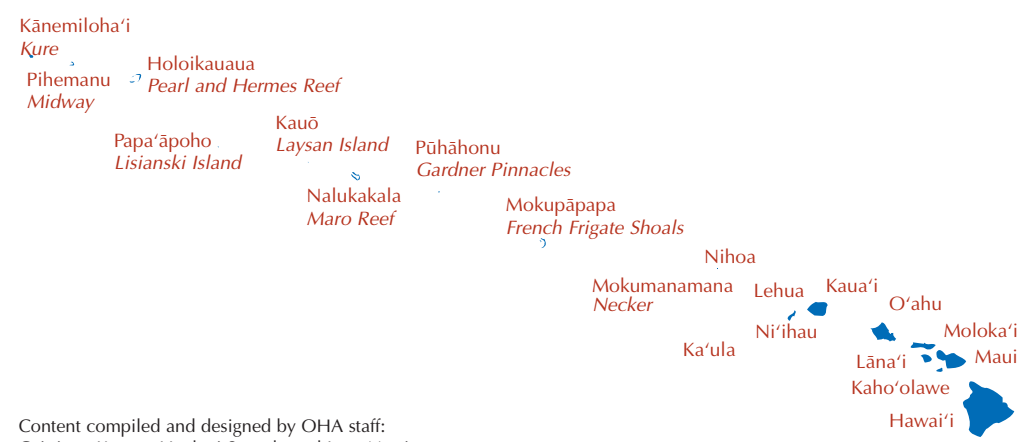 Kānemilohaʻi
Kure
Pihemanu
Midway
Holoikauaua
Pearl and Hermes Reef
Papaʻāpoho
Lisianski Island
Kauō
Laysan Island
Nalukakala
Maro Reef
Pūhāhonu
Gardner Pinnacles
Mokupāpapa
French Frigate Shoals
Nihoa
Mokumanamana
Necker
Lehua
Kauaʻi
Niʻihau
Kaʻula
Oʻahu
Molokaʻi
Lānaʻi
Maui
Kahoʻolawe
Hawaiʻi
Content compiled and designed by OHA staff: